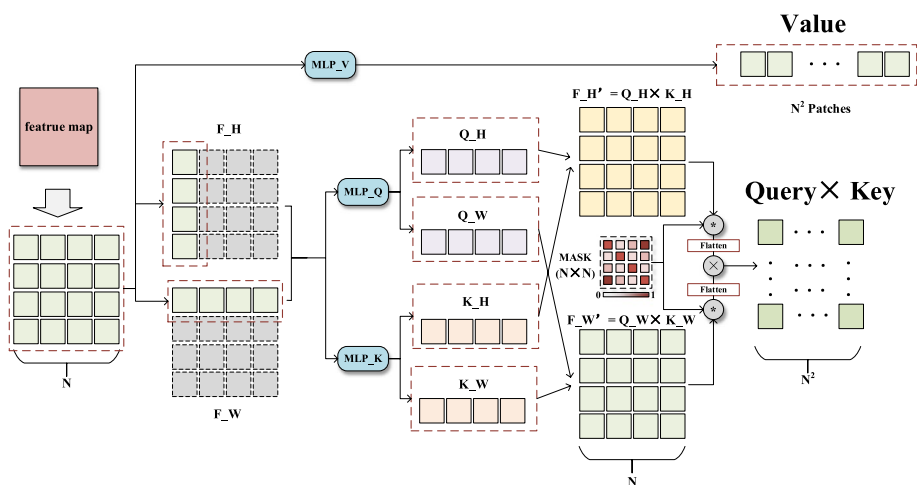 Value
MLP_V
N² Patches
featrue map
F_H
Q_H
F_H' = Q_H× K_H
MLP_Q
Q_W
Query× Key
*
Flatten
MASK
(N×N)
×
0
1
Flatten
*
K_H
F_W' = Q_W× K_W
MLP_K
K_W
N
N²
F_W
N